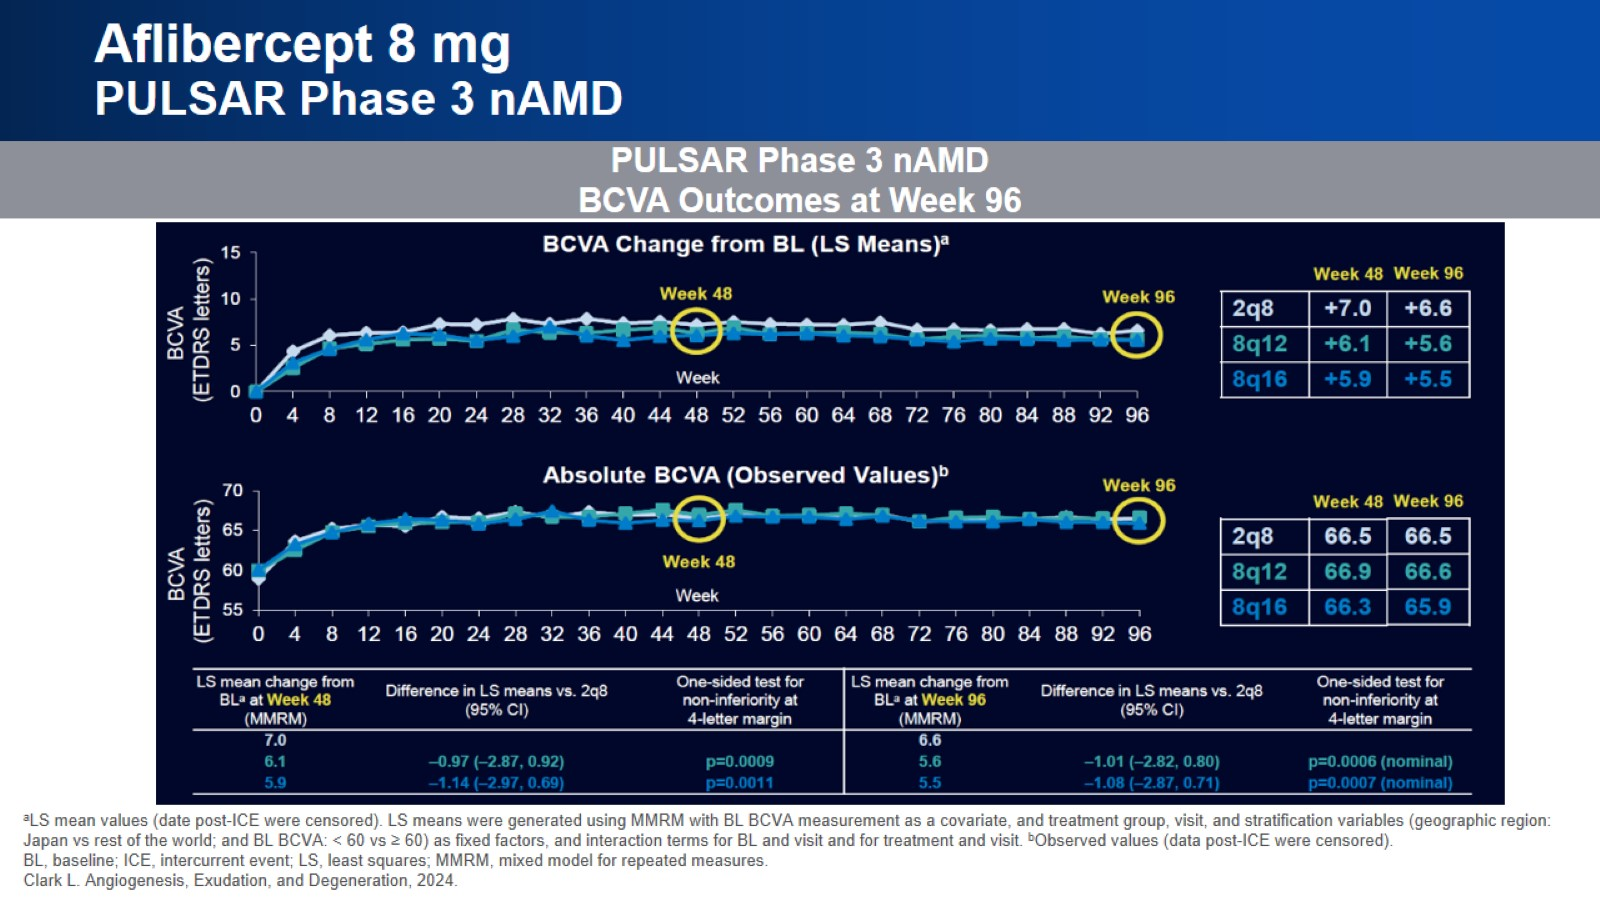 Aflibercept 8 mg
PULSAR Phase 3 nAMD
PULSAR Phase 3 nAMD
BCVA Outcomes at Week 96
BCVA Change from BL (LS Means)ᵃ
BCVA
(ETDRS letters)
15
10
5
0
Week 48
Week 96
Week
0 4 8 12 16 20 24 28 32 36 40 44 48 52 56 60 64 68 72 76 80 84 88 92 96
Week 48 Week 96
2q8 +7.0 +6.6
8q12 +6.1 +5.6
8q16 +5.9 +5.5
Absolute BCVA (Observed Values)ᵇ
BCVA
(ETDRS letters)
70
65
60
55
Week 96
Week 48
Week
0 4 8 12 16 20 24 28 32 36 40 44 48 52 56 60 64 68 72 76 80 84 88 92 96
Week 48 Week 96
2q8 66.5 66.5
8q12 66.9 66.6
8q16 66.3 65.9
LS mean change from
BLᵃ at Week 48
(MMRM)
Difference in LS means vs. 2q8
(95% CI)
One-sided test for
non-inferiority at
4-letter margin
LS mean change from
BLᵃ at Week 96
(MMRM)
Difference in LS means vs. 2q8
(95% CI)
One-sided test for
non-inferiority at
4-letter margin
7.0 6.6
6.1 –0.97 (–2.87, 0.92) p=0.0009 5.6 –1.01 (–2.82, 0.80) p=0.0006 (nominal)
5.9 –1.14 (–2.97, 0.69) p=0.0011 5.5 –1.08 (–2.87, 0.71) p=0.0007 (nominal)
ᵃLS mean values (date post-ICE were censored). LS means were generated using MMRM with BL BCVA measurement as a covariate, and treatment group, visit, and stratification variables (geographic region:
Japan vs rest of the world; and BL BCVA: < 60 vs ≥ 60) as fixed factors, and interaction terms for BL and visit and for treatment and visit. ᵇObserved values (data post-ICE were censored).
BL, baseline; ICE, intercurrent event; LS, least squares; MMRM, mixed model for repeated measures.
Clark L. Angiogenesis, Exudation, and Degeneration, 2024.